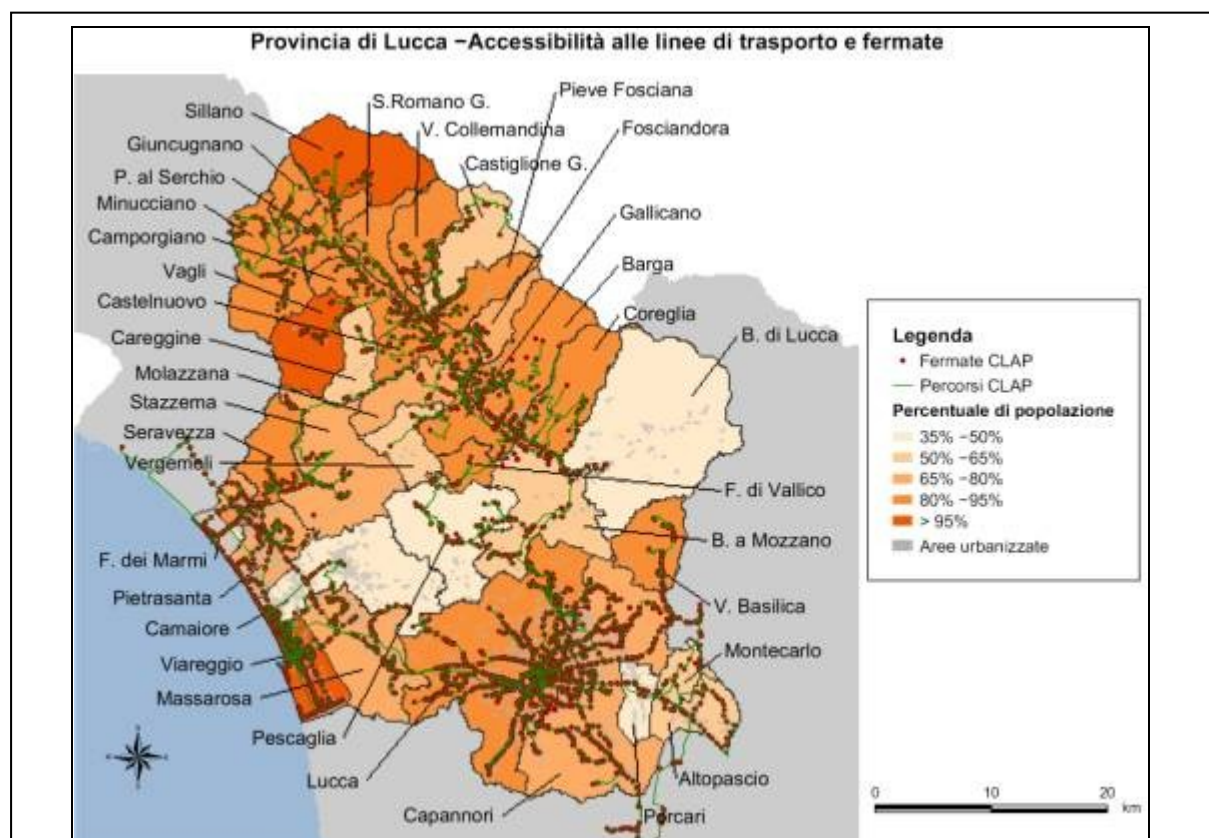 Provincia di Lucca −Accessibilità alle linee di trasporto e fermate
Pieve Fosciana
S.Romano G.
Sillano
Fosciandora
V. Collemandina
Giuncugnano
Castiglione G.
P. al Serchio
Minucciano
Gallicano
Camporgiano
Barga
Vagli
Castelnuovo
Coreglia
Careggine
B. di Lucca
Molazzana
Stazzema
Seravezza
Vergemoli
F. di Vallico
B. a Mozzano
F. dei Marmi
Pietrasanta
V. Basilica
Camaiore
Montecarlo
Viareggio
Massarosa
Pescaglia
Lucca
Altopascio
Capannori
Porcari
Legenda
Fermate CLAP
Percorsi CLAP
Percentuale di popolazione
35% −50%
50% −65%
65% −80%
80% −95%
> 95%
Aree urbanizzate
0 10 20
km